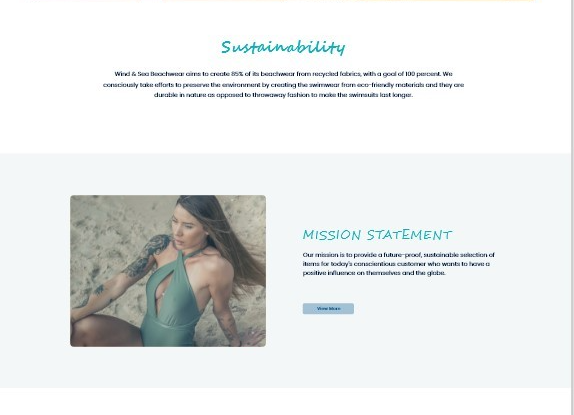 Sustainability
Wind & Sea Beachwear aims to create 85% of its beachwear from recycled fabrics, with a goal of 100 percent. We
consciously take efforts to preserve the environment by creating the swimwear from eco-friendly materials and they are
durable in nature as opposed to throwaway fashion to make the swimsuits last longer.
MISSION STATEMENT
Our mission is to provide a future-proof, sustainable selection of
items for today's conscientious customer who wants to have a
positive influence on themselves and the globe.
View More